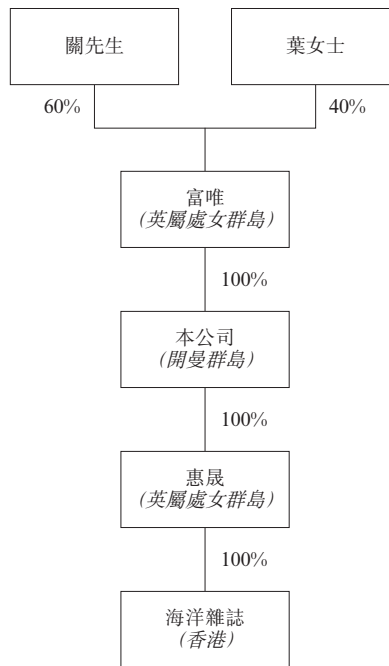 關先生
葉女士
60%
40%
富唯
(英屬處女群島)
100%
本公司
(開曼群島)
100%
惠晟
(英屬處女群島)
100%
海洋雜誌
(香港)